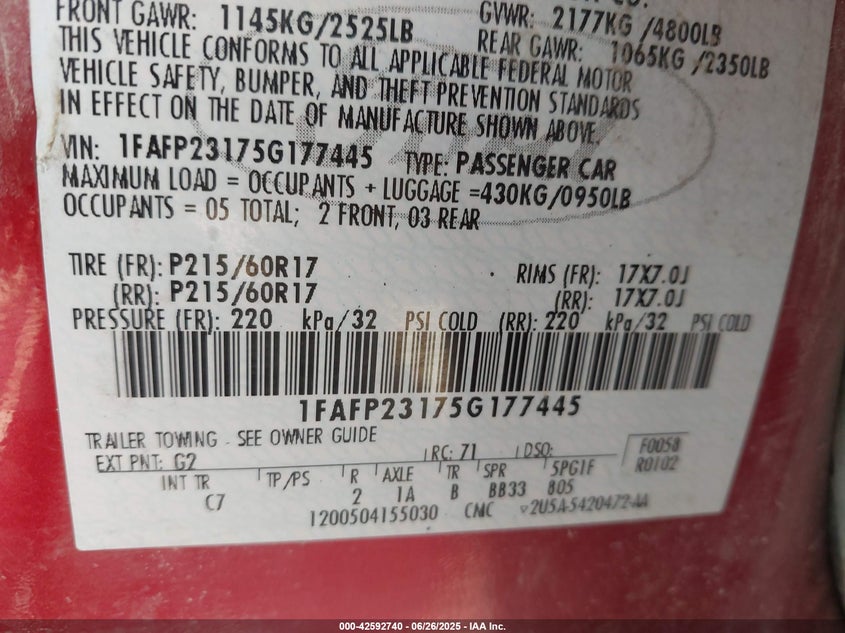 CO.
FRONT GAWR: 1145KG/2525LB GVWR: 2177KG /4800LB
REAR GAWR: 1065KG /2350LB
THIS VEHICLE CONFORMS TO ALL APPLICABLE FEDERAL MOTOR
VEHICLE SAFETY, BUMPER, AND THEFT PREVENTION STANDARDS
IN EFFECT ON THE DATE OF MANUFACTURE SHOWN ABOVE.
VIN: 1FAFP23175G177445 TYPE: PASSENGER CAR
MAXIMUM LOAD = OCCUPANTS + LUGGAGE =430KG/0950LB
OCCUPANTS = 05 TOTAL; 2 FRONT, 03 REAR
TIRE (FR): P215/60R17 RIMS (FR): 17X7.0J
(RR): P215/60R17 (RR): 17X7.0J
PRESSURE (FR): 220 kPa/32 PSI COLD (RR): 220 kPa/32 PSI COLD
1FAFP23175G177445
TRAILER TOWING - SEE OWNER GUIDE
EXT PNT: G2 RC: 71 DSO: F0058
R0102
INT TR TP/PS R AXLE TR SPR SPGIF
C7 2 1A B BB33 805
1200504155030 CMC 2U5A-5420472-AA
000-42592740 - 06/26/2025 - IAA Inc.